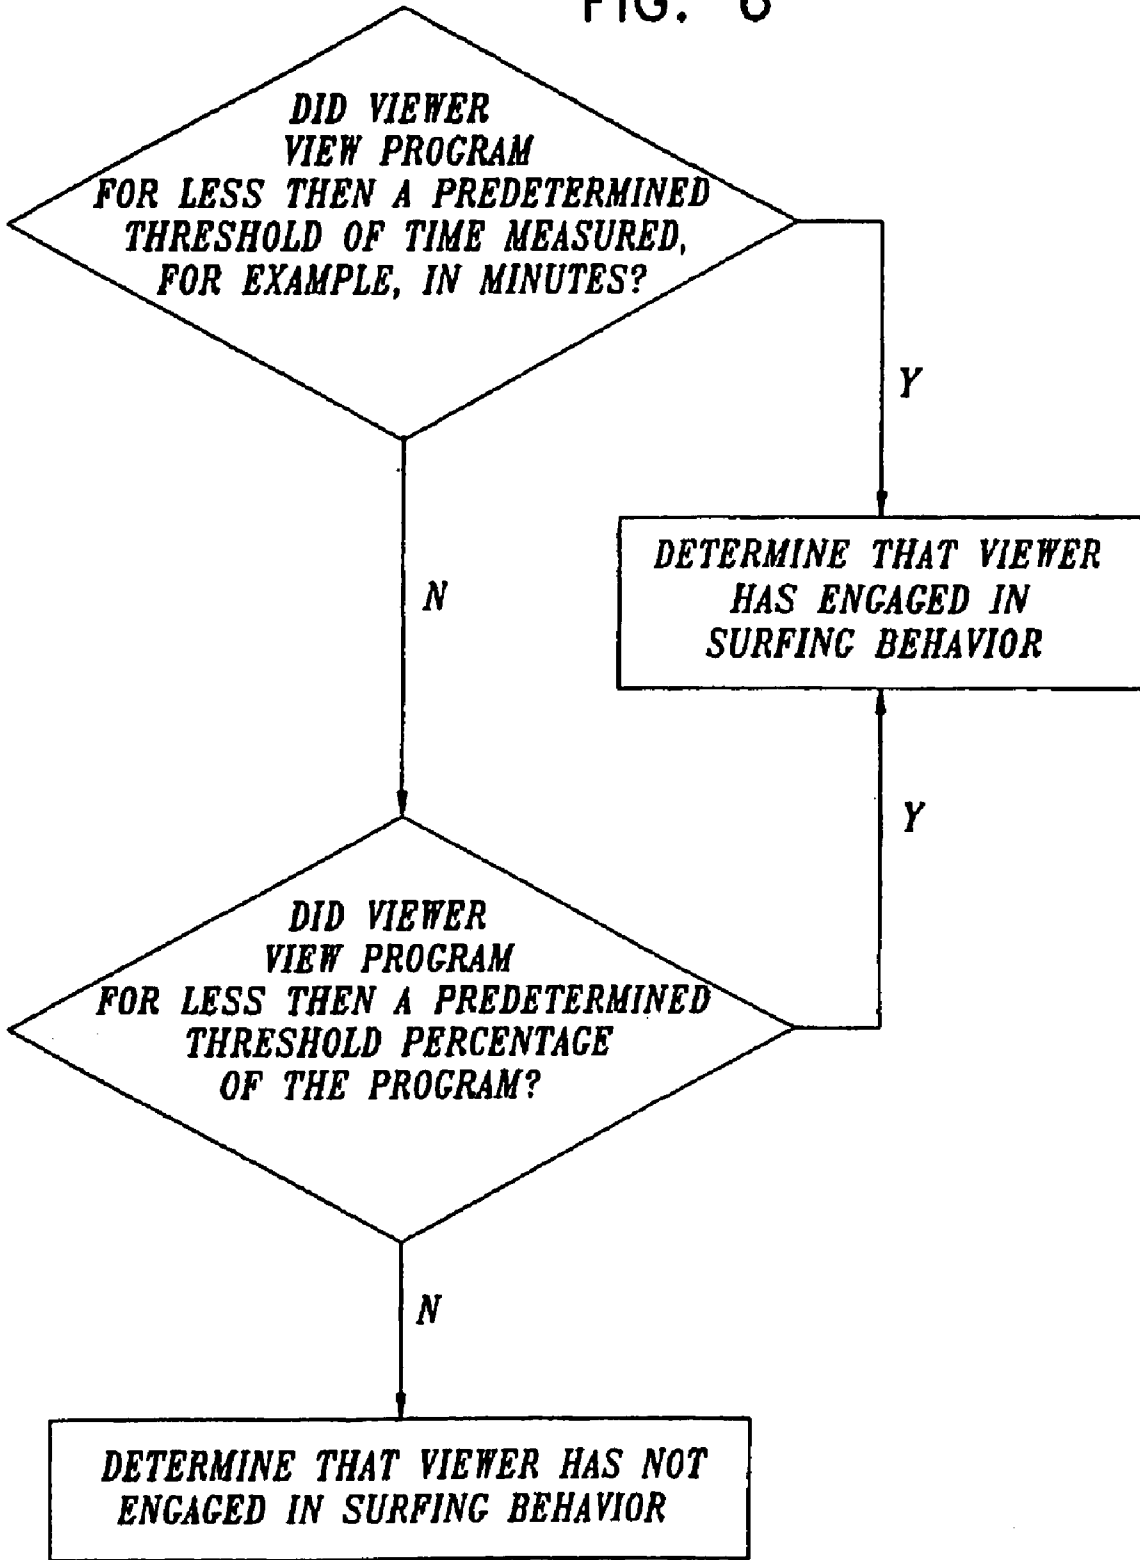 FIG. 6
DID VIEWER
VIEW PROGRAM
FOR LESS THEN A PREDETERMINED
THRESHOLD OF TIME MEASURED,
FOR EXAMPLE, IN MINUTES?
Y
N
DETERMINE THAT VIEWER
HAS ENGAGED IN
SURFING BEHAVIOR
Y
DID VIEWER
VIEW PROGRAM
FOR LESS THEN A PREDETERMINED
THRESHOLD PERCENTAGE
OF THE PROGRAM?
N
DETERMINE THAT VIEWER HAS NOT
ENGAGED IN SURFING BEHAVIOR